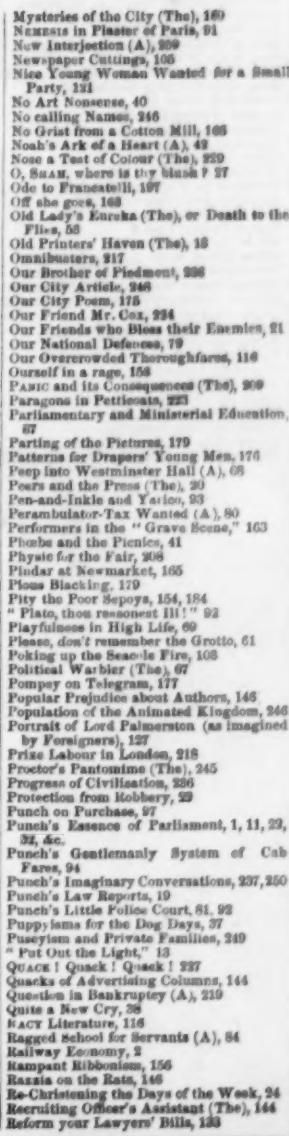 Mysteries of the City (The), 169
NEMESIS in Plaster of Paris, 91
New Interjection (A), 259
Newspaper Cuttings, 105
Nice Young Woman Wanted for a Small
Party, 131
No Art Nonsense, 40
No calling Names, 246
No Grist from a Cotton Mill, 166
Noah's Ark of a Heart (A), 42
Nose a Test of Colour (The), 229
O, SHAM, where is thy blush? 27
Ode to Francatelli, 197
Off she goes, 163
Old Lady's Eureka (The), or Death to the
Flies, 53
Old Printers' Haven (The), 18
Omnibusters, 217
Our Brother of Piedmont, 226
Our City Article, 248
Our City Poem, 175
Our Friend Mr. Cox, 224
Our Friends who Bless their Enemies, 21
Our National Defences, 79
Our Overcrowded Thoroughfares, 116
Ourself in a rage, 158
PANIC and its Consequences (The), 209
Paragons in Petticoats, 223
Parliamentary and Ministerial Education,
67
Parting of the Pictures, 179
Patterns for Drapers' Young Men, 176
Peep into Westminster Hall (A), 68
Peers and the Press (The), 20
Pen-and-Inkle and Yarico, 93
Perambulator-Tax Wanted (A), 80
Performers in the "Grave Scene," 163
Phœbe and the Picnics, 41
Physic for the Fair, 208
Pindar at Newmarket, 165
Pious Blacking, 179
Pity the Poor Sepoys, 154, 184
"Plato, thou reasonest Ill!" 92
Playfulness in High Life, 69
Please, don't remember the Grotto, 61
Poking up the Seacole Fire, 103
Political Warbler (The), 67
Pompey on Telegram, 177
Popular Prejudice about Authors, 146
Population of the Animated Kingdom, 246
Portrait of Lord Palmerston (as imagined
by Foreigners), 127
Prize Labour in London, 218
Proctor's Pantomime (The), 245
Progress of Civilisation, 236
Protection from Robbery, 29
Punch on Purchase, 97
Punch's Essence of Parliament, 1, 11, 22,
32, &c.
Punch's Gentlemanly System of Cab
Fares, 94
Punch's Imaginary Conversations, 237, 250
Punch's Law Reports, 19
Punch's Little Police Court, 81, 92
Puppyisms for the Dog Days, 37
Puseyism and Private Families, 249
"Put Out the Light," 13
QUACK! Quack! Quack! 227
Quacks of Advertising Columns, 144
Question in Bankruptcy (A), 219
Quite a New Cry, 38
RACY Literature, 116
Ragged School for Servants (A), 84
Railway Economy, 2
Rampant Ribbonism, 156
Razzia on the Rats, 146
Re-Christening the Days of the Week, 24
Recruiting Officer's Assistant (The), 144
Reform your Lawyers' Bills, 133